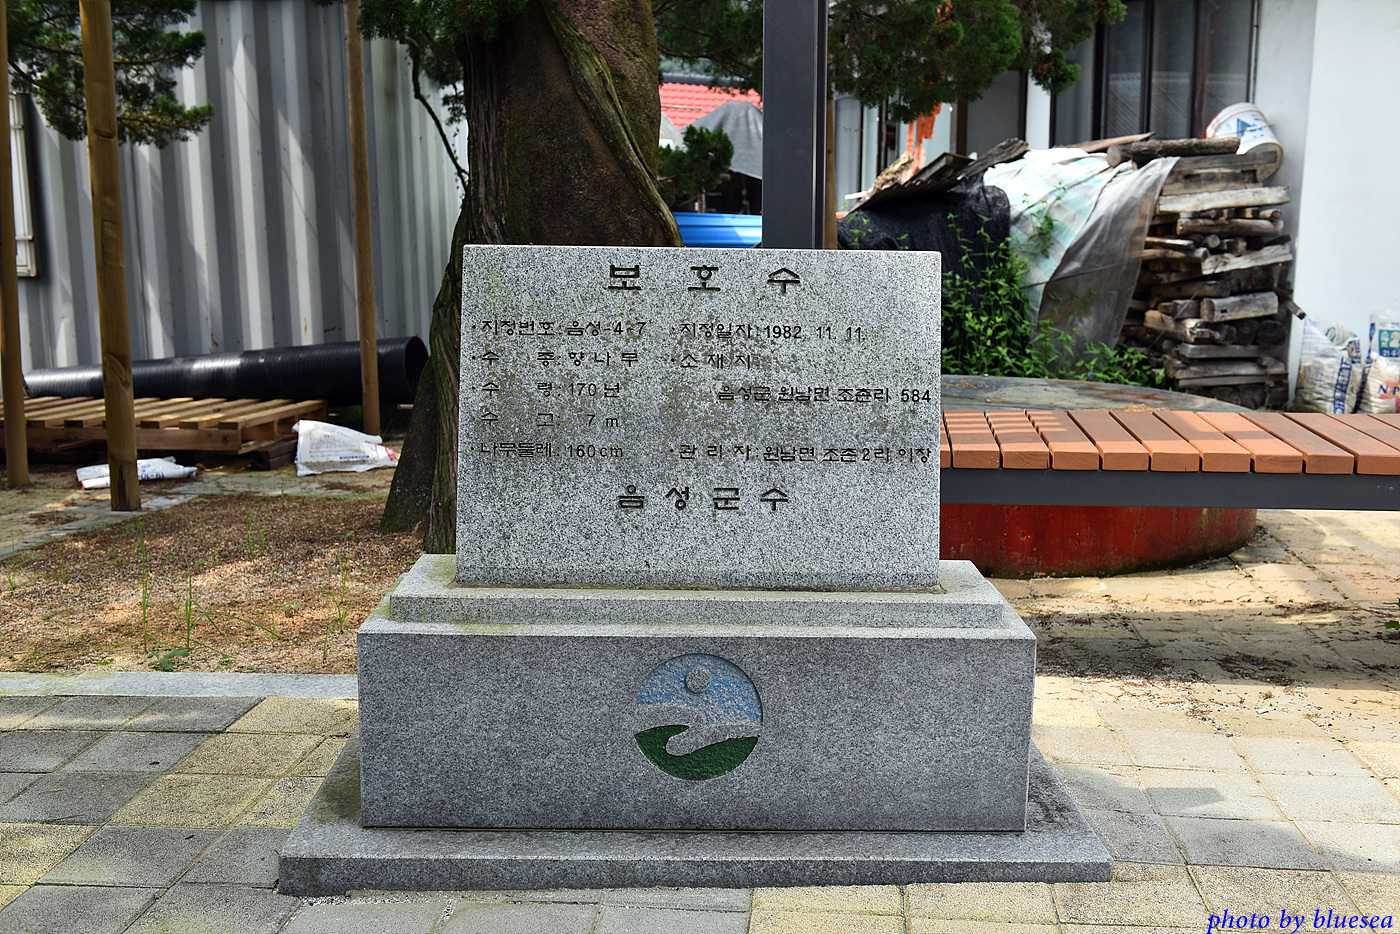 보호수
· 지정번호 : 음성-4-7 · 지정일자 : 1982. 11. 11.
· 수 종 향나무 · 소재지
· 수 령 : 170년 음성군 원남면 조촌리 584
· 수 고 : 7m
· 나무둘레 : 160cm · 관리자 : 원남면 조촌2리 이장
음성군수
photo by bluesea